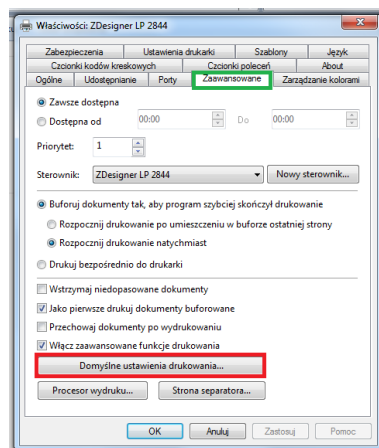 Właściwości: ZDesigner LP 2844
Zabezpieczenia Ustawienia drukarki Szablony Język
Czcionki kodów kreskowych Czcionki poleceń About
Ogólne Udostępnianie Porty Zaawansowane Zarządzanie kolorami
Zawsze dostępna
Dostępna od 00:00 Do 00:00
Priorytet: 1
Sterownik: ZDesigner LP 2844 Nowy sterownik...
Buforuj dokumenty tak, aby program szybciej skończył drukowanie
Rozpocznij drukowanie po umieszczeniu w buforze ostatniej strony
Rozpocznij drukowanie natychmiast
Drukuj bezpośrednio do drukarki
Wstrzymaj niedopasowane dokumenty
Jako pierwsze drukuj dokumenty buforowane
Przechowaj dokumenty po wydrukowaniu
Włącz zaawansowane funkcje drukowania
Domyślne ustawienia drukowania...
Procesor wydruku... Strona separatora...
OK Anuluj Zastosuj Pomoc